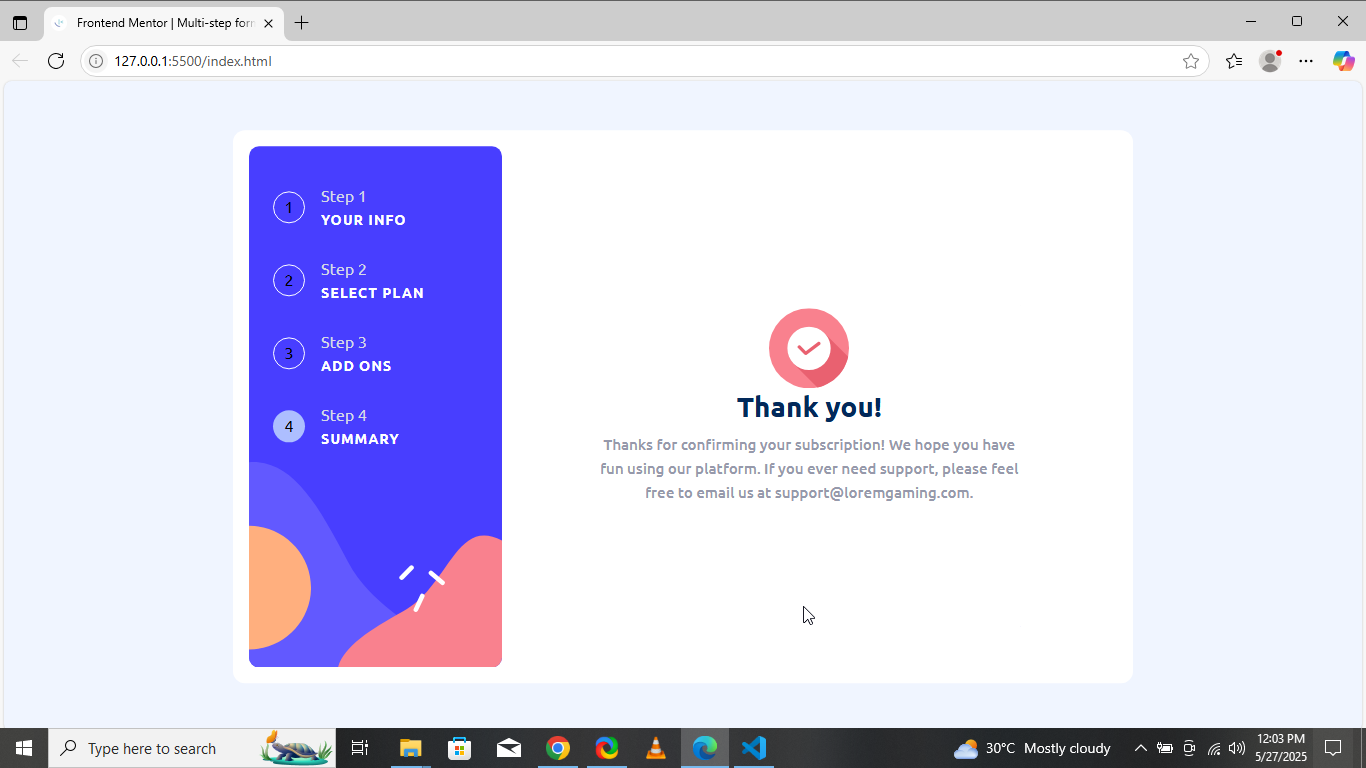 Frontend Mentor | Multi-step for
127.0.0.1:5500/index.html
1
Step 1
YOUR INFO
2
Step 2
SELECT PLAN
3
Step 3
ADD ONS
4
Step 4
SUMMARY
Thank you!
Thanks for confirming your subscription! We hope you have
fun using our platform. If you ever need support, please feel
free to email us at support@loremgaming.com.
Type here to search
30°C Mostly cloudy
12:03 PM
5/27/2025